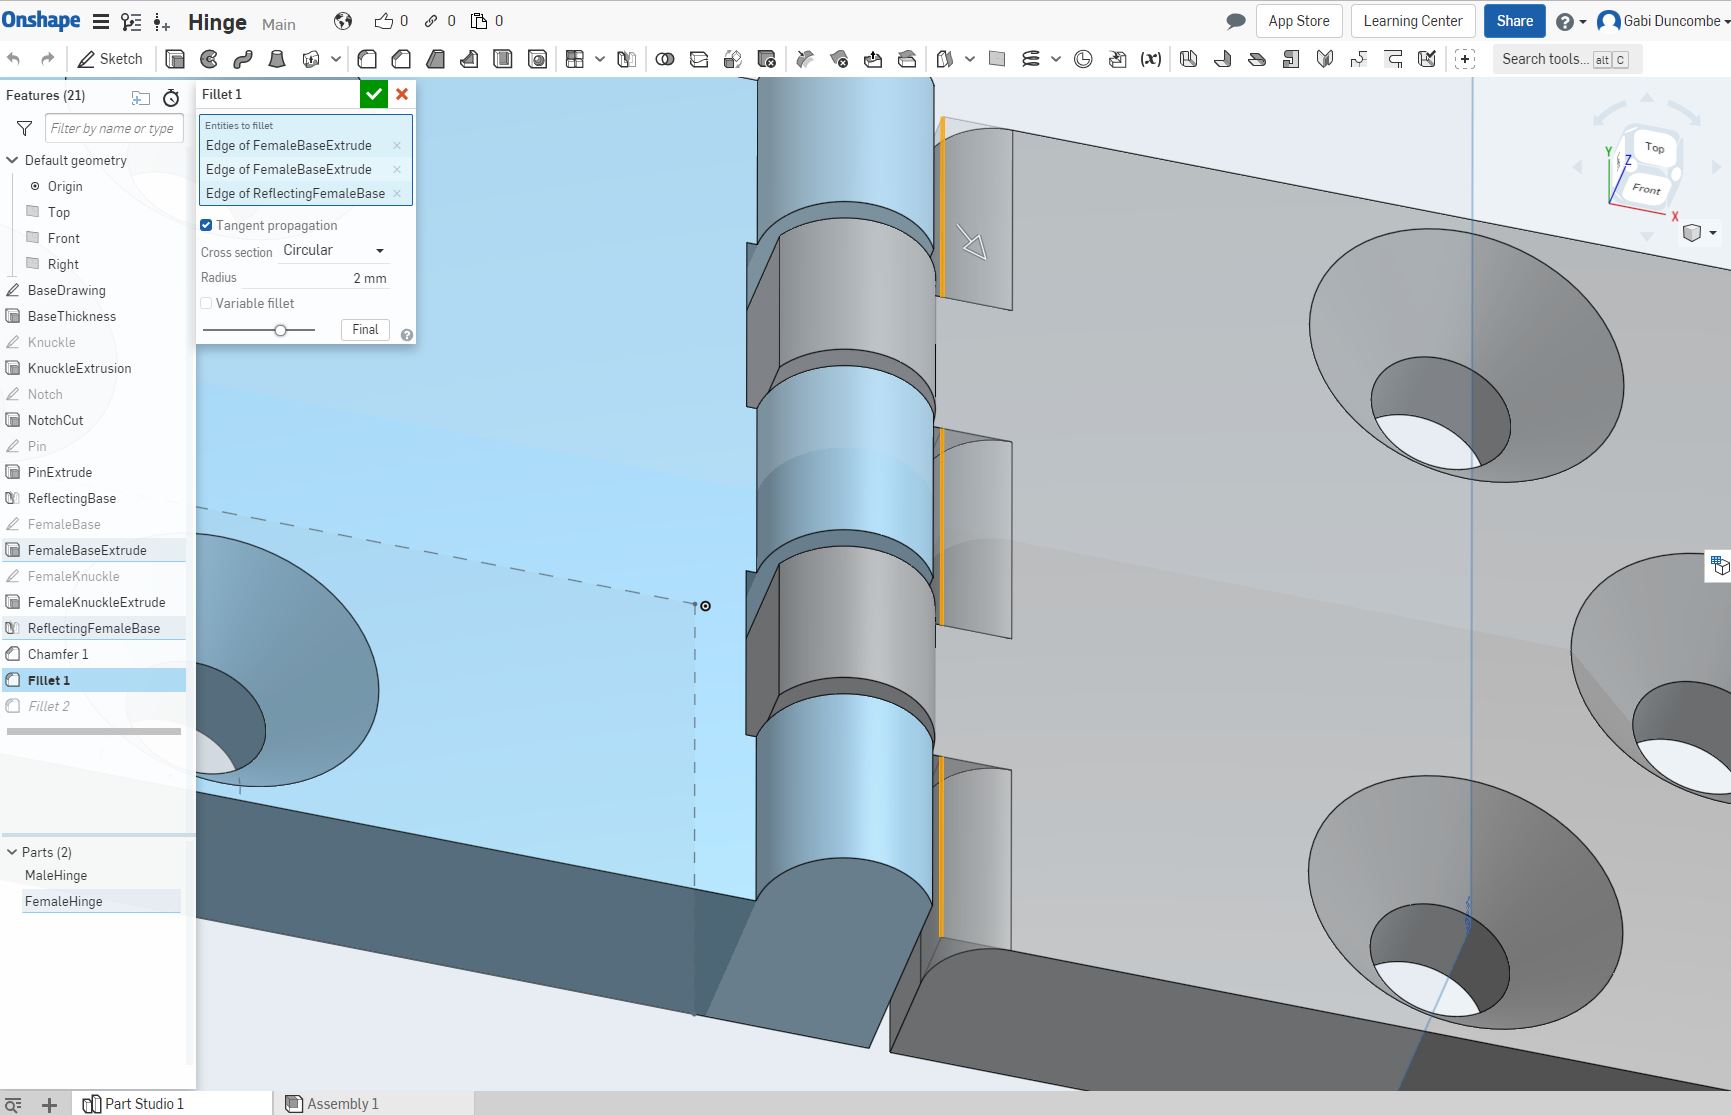 Onshape Hinge Main 0 0 0 App Store Learning Center Share Gabi Duncombe
Sketch (x) Search tools... alt C
Features (21)
Filter by name or type
Default geometry
Origin
Top
Front
Right
BaseDrawing
BaseThickness
Knuckle
KnuckleExtrusion
Notch
NotchCut
Pin
PinExtrude
ReflectingBase
FemaleBase
FemaleBaseExtrude
FemaleKnuckle
FemaleKnuckleExtrude
ReflectingFemaleBase
Chamfer 1
Fillet 1
Fillet 2
Parts (2)
MaleHinge
FemaleHinge
Fillet 1
Entities to fillet
Edge of FemaleBaseExtrude
Edge of FemaleBaseExtrude
Edge of ReflectingFemaleBase
Tangent propagation
Cross section Circular
Radius 2 mm
Variable fillet
Final
Y Z Top
Front
X
Part Studio 1 Assembly 1